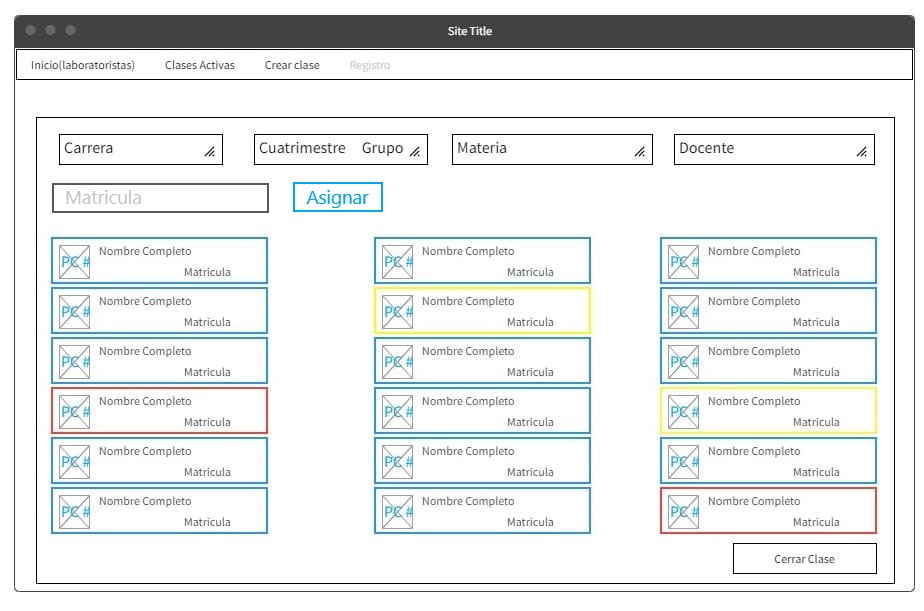 Site Title
Inicio(laboratoristas) Clases Activas Crear clase Registro
Carrera Cuatrimestre Grupo Materia Docente
Matricula Asignar
Nombre Completo Nombre Completo Nombre Completo
PC # PC # PC #
Matricula Matricula Matricula
Nombre Completo Nombre Completo Nombre Completo
PC # PC # PC #
Matricula Matricula Matricula
Nombre Completo Nombre Completo Nombre Completo
PC # PC # PC #
Matricula Matricula Matricula
Nombre Completo Nombre Completo Nombre Completo
PC # PC # PC #
Matricula Matricula Matricula
Nombre Completo Nombre Completo Nombre Completo
PC # PC # PC #
Matricula Matricula Matricula
Nombre Completo Nombre Completo Nombre Completo
PC # PC # PC #
Matricula Matricula Matricula
Cerrar Clase